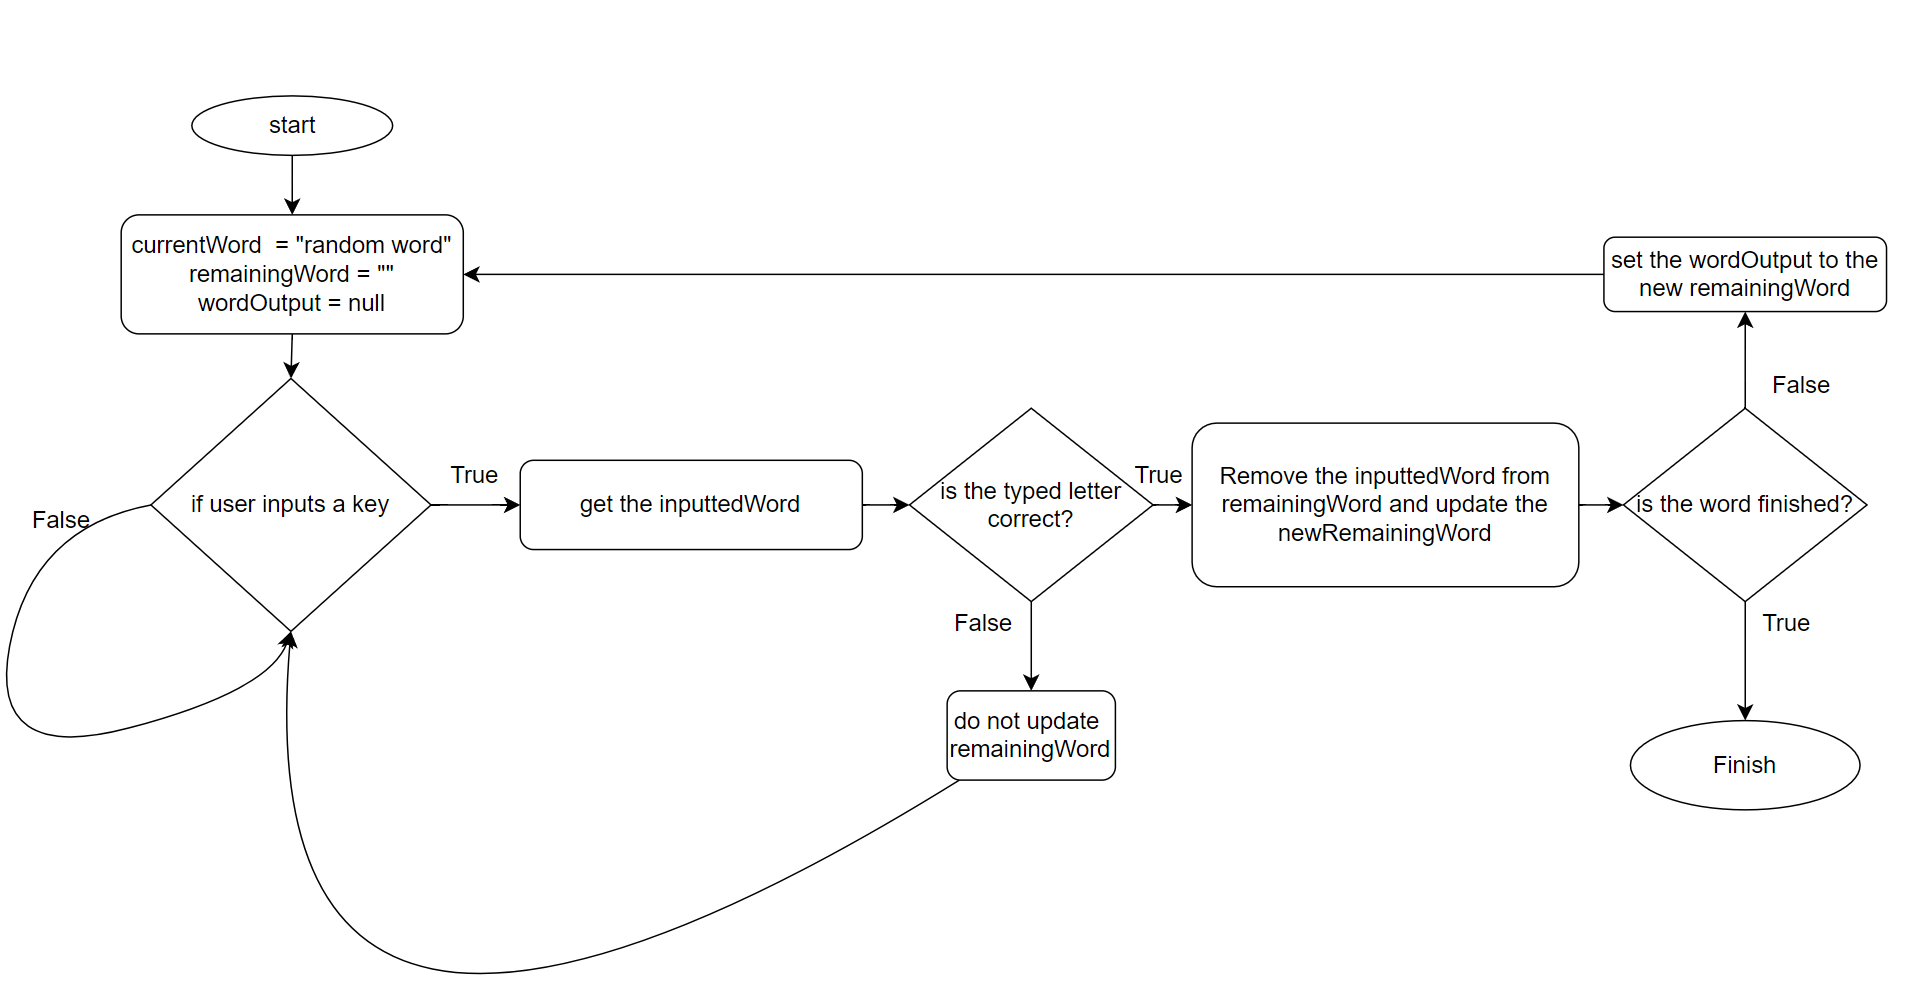 start
currentWord  = "random word"
remainingWord = ""
wordOutput = null
set the wordOutput to the
new remainingWord
False
if user inputs a key
False
True
get the inputtedWord
is the typed letter
correct?
True
Remove the inputtedWord from
remainingWord and update the
newRemainingWord
is the word finished?
False
do not update
remainingWord
True
Finish